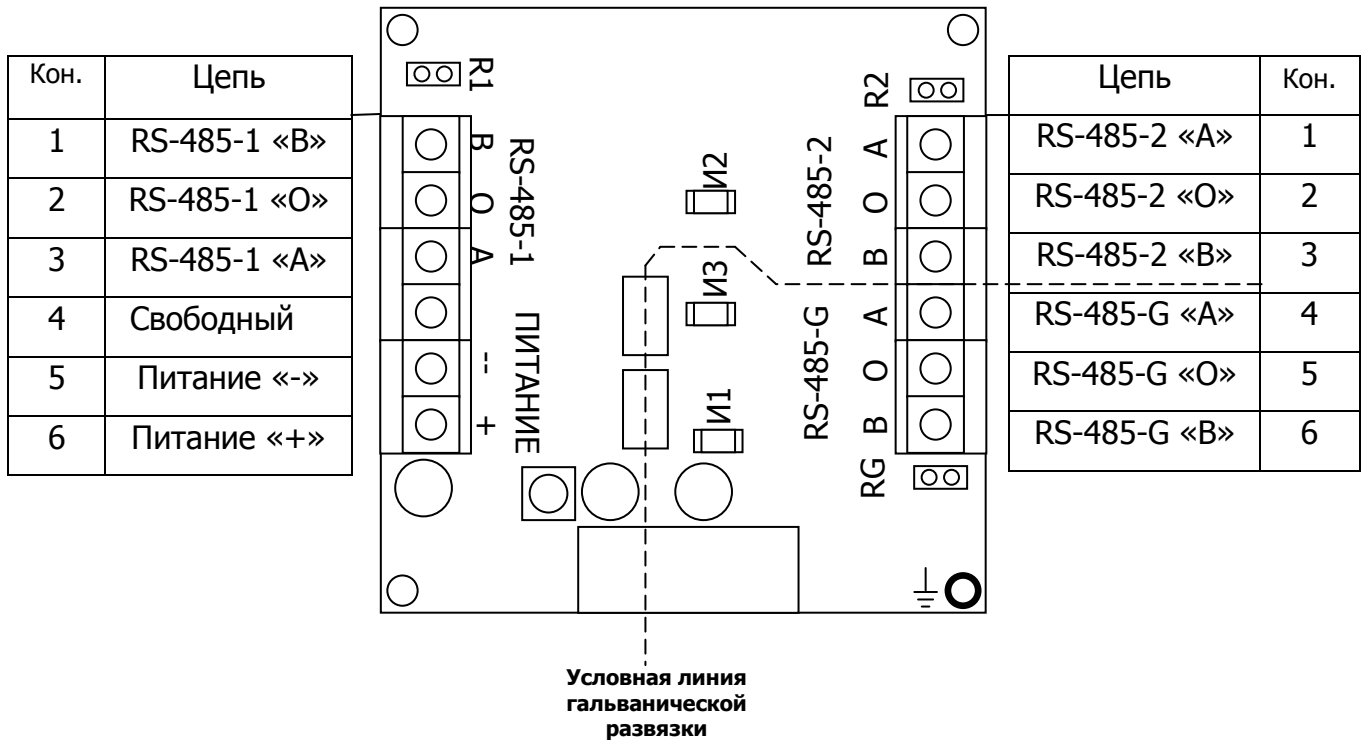 Кон. Цепь
1 RS-485-1 «В»
2 RS-485-1 «О»
3 RS-485-1 «А»
4 Свободный
5 Питание «-»
6 Питание «+»
R1
B O A
RS-485-1
-- +
ПИТАНИЕ
И2
И3
И1
R2
RS-485-2
A O B
RS-485-G
A O B
RG
Цепь Кон.
RS-485-2 «А» 1
RS-485-2 «О» 2
RS-485-2 «В» 3
RS-485-G «А» 4
RS-485-G «О» 5
RS-485-G «В» 6
Условная линия
гальванической
развязки